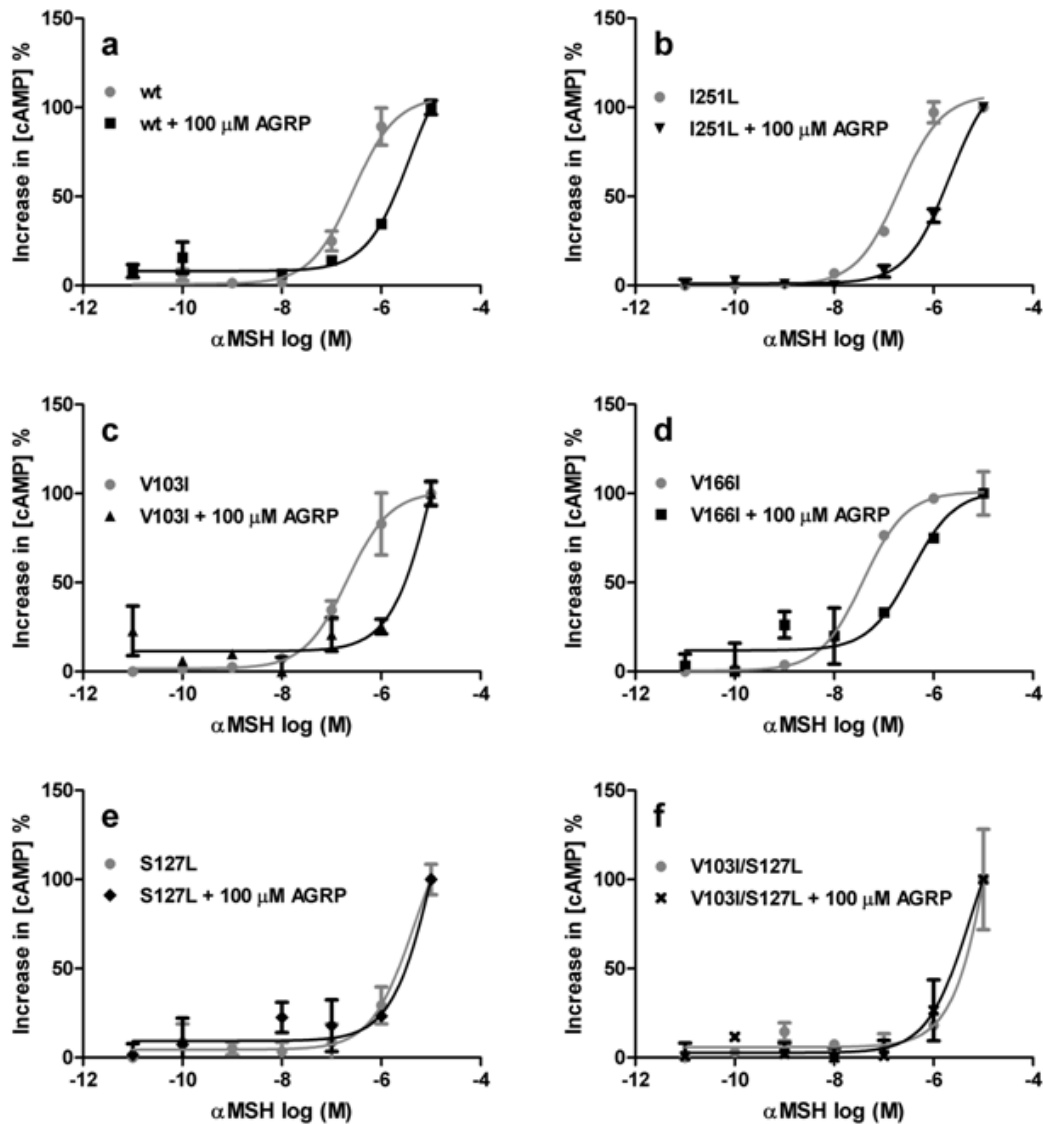 a
wt
wt + 100 μM AGRP
Increase in [cAMP] %
150
100
50
0
-12 -10 -8 -6 -4
αMSH log (M)
b
I251L
I251L + 100 μM AGRP
Increase in [cAMP] %
150
100
50
0
-12 -10 -8 -6 -4
αMSH log (M)
c
V103I
V103I + 100 μM AGRP
Increase in [cAMP] %
150
100
50
0
-12 -10 -8 -6 -4
αMSH log (M)
d
V166I
V166I + 100 μM AGRP
Increase in [cAMP] %
150
100
50
0
-12 -10 -8 -6 -4
αMSH log (M)
e
S127L
S127L + 100 μM AGRP
Increase in [cAMP] %
150
100
50
0
-12 -10 -8 -6 -4
αMSH log (M)
f
V103I/S127L
V103I/S127L + 100 μM AGRP
Increase in [cAMP] %
150
100
50
0
-12 -10 -8 -6 -4
αMSH log (M)